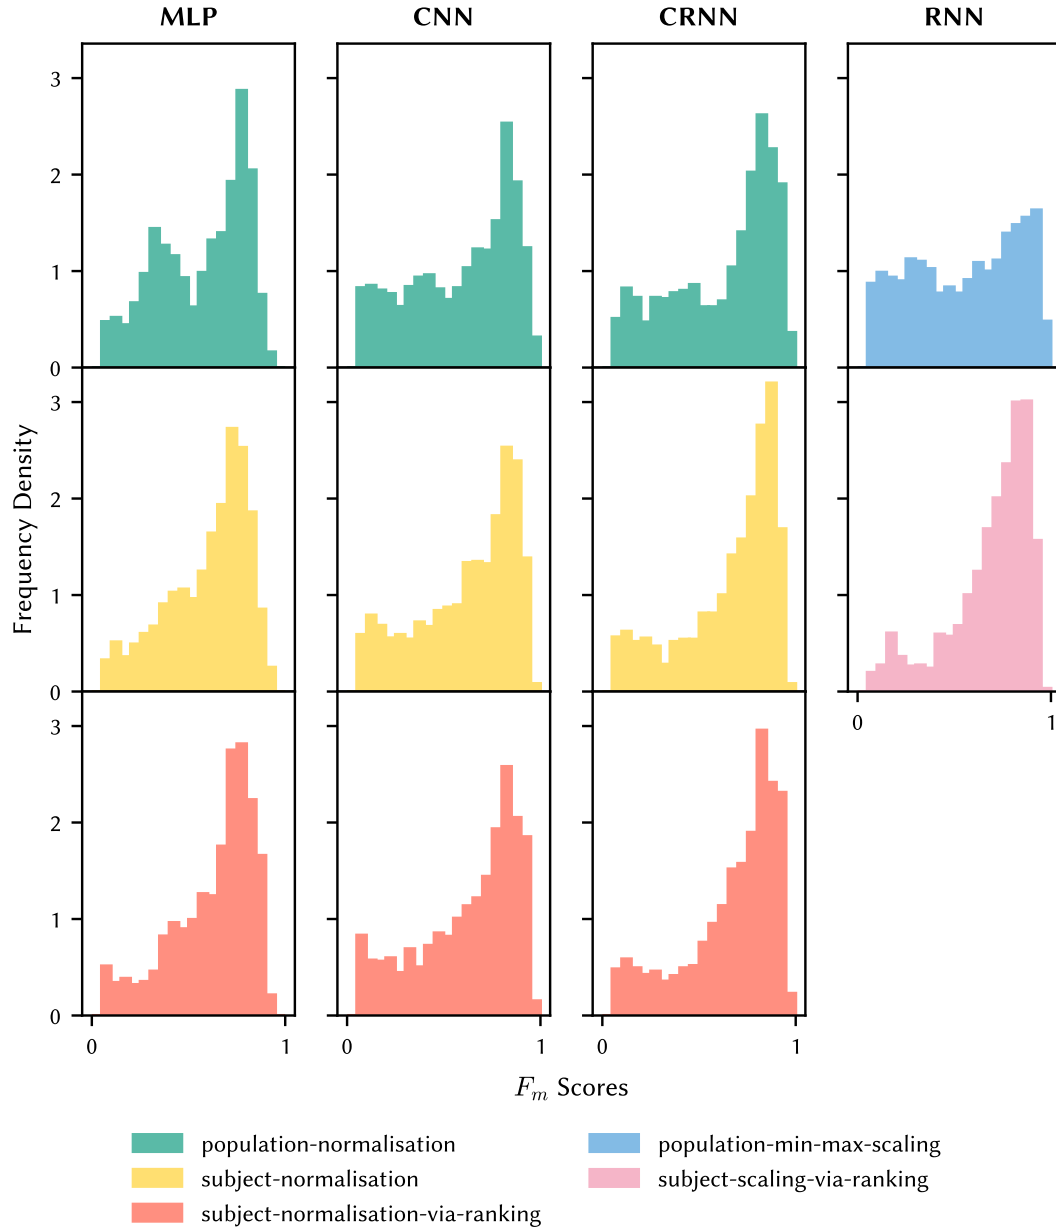 MLP CNN CRNN RNN
3
2
1
0
3
2
1
0
0 1
3
2
1
0
0 1 0 1 0 1
Frequency Density
F_m Scores
population-normalisation population-min-max-scaling
subject-normalisation subject-scaling-via-ranking
subject-normalisation-via-ranking